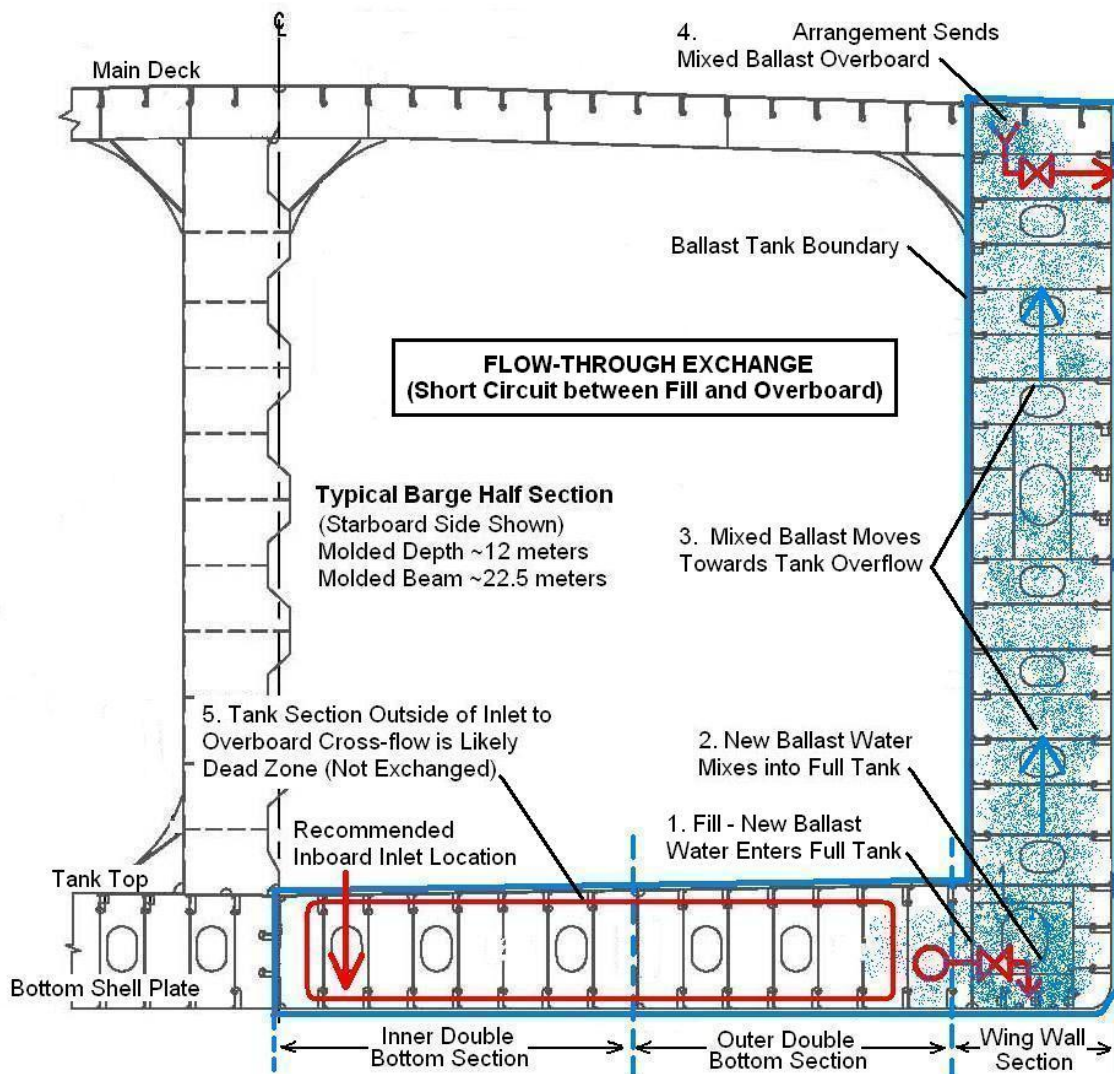 ℄
4. Arrangement Sends
Mixed Ballast Overboard
Main Deck
Ballast Tank Boundary
FLOW-THROUGH EXCHANGE
(Short Circuit between Fill and Overboard)
Typical Barge Half Section
(Starboard Side Shown)
Molded Depth ~12 meters
Molded Beam ~22.5 meters
3. Mixed Ballast Moves
Towards Tank Overflow
5. Tank Section Outside of Inlet to
Overboard Cross-flow is Likely
Dead Zone (Not Exchanged)
2. New Ballast Water
Mixes into Full Tank
Recommended
Inboard Inlet Location
1. Fill - New Ballast
Water Enters Full Tank
Tank Top
Bottom Shell Plate
Inner Double
Bottom Section
Outer Double
Bottom Section
Wing Wall
Section